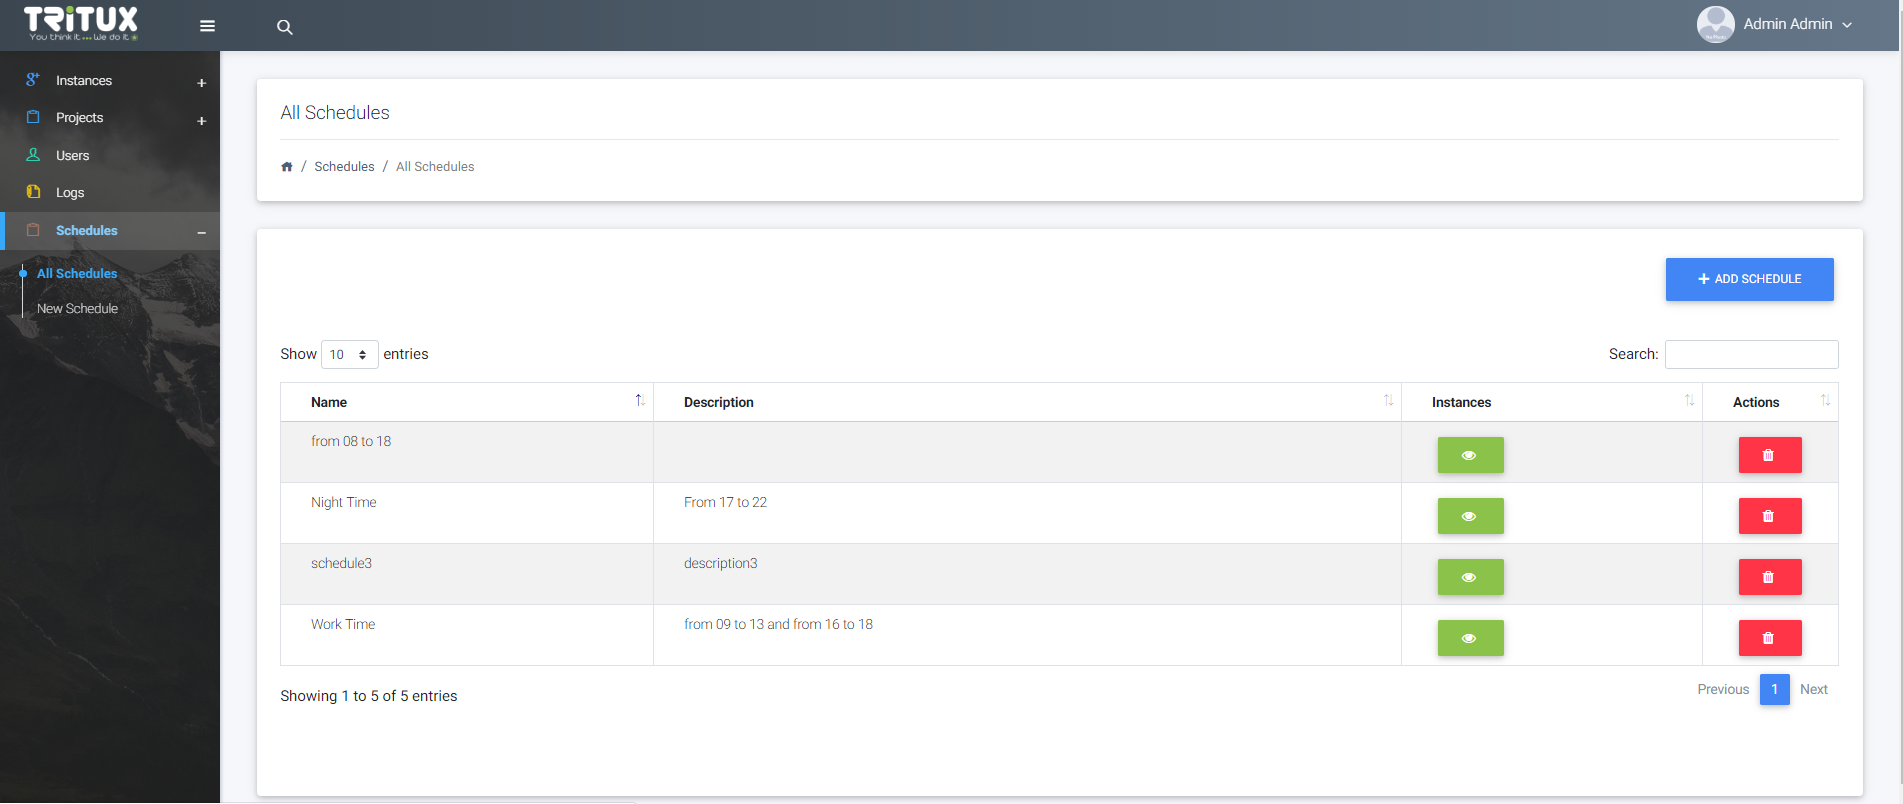 TRiTUX
You think it...We do it
Admin Admin
Instances
Projects
Users
Logs
Schedules
All Schedules
New Schedule
All Schedules
/ Schedules / All Schedules
+ ADD SCHEDULE
Show 10 entries
Search:
Name Description Instances Actions
from 08 to 18
Night Time From 17 to 22
schedule3 description3
Work Time from 09 to 13 and from 16 to 18
Showing 1 to 5 of 5 entries
Previous 1 Next